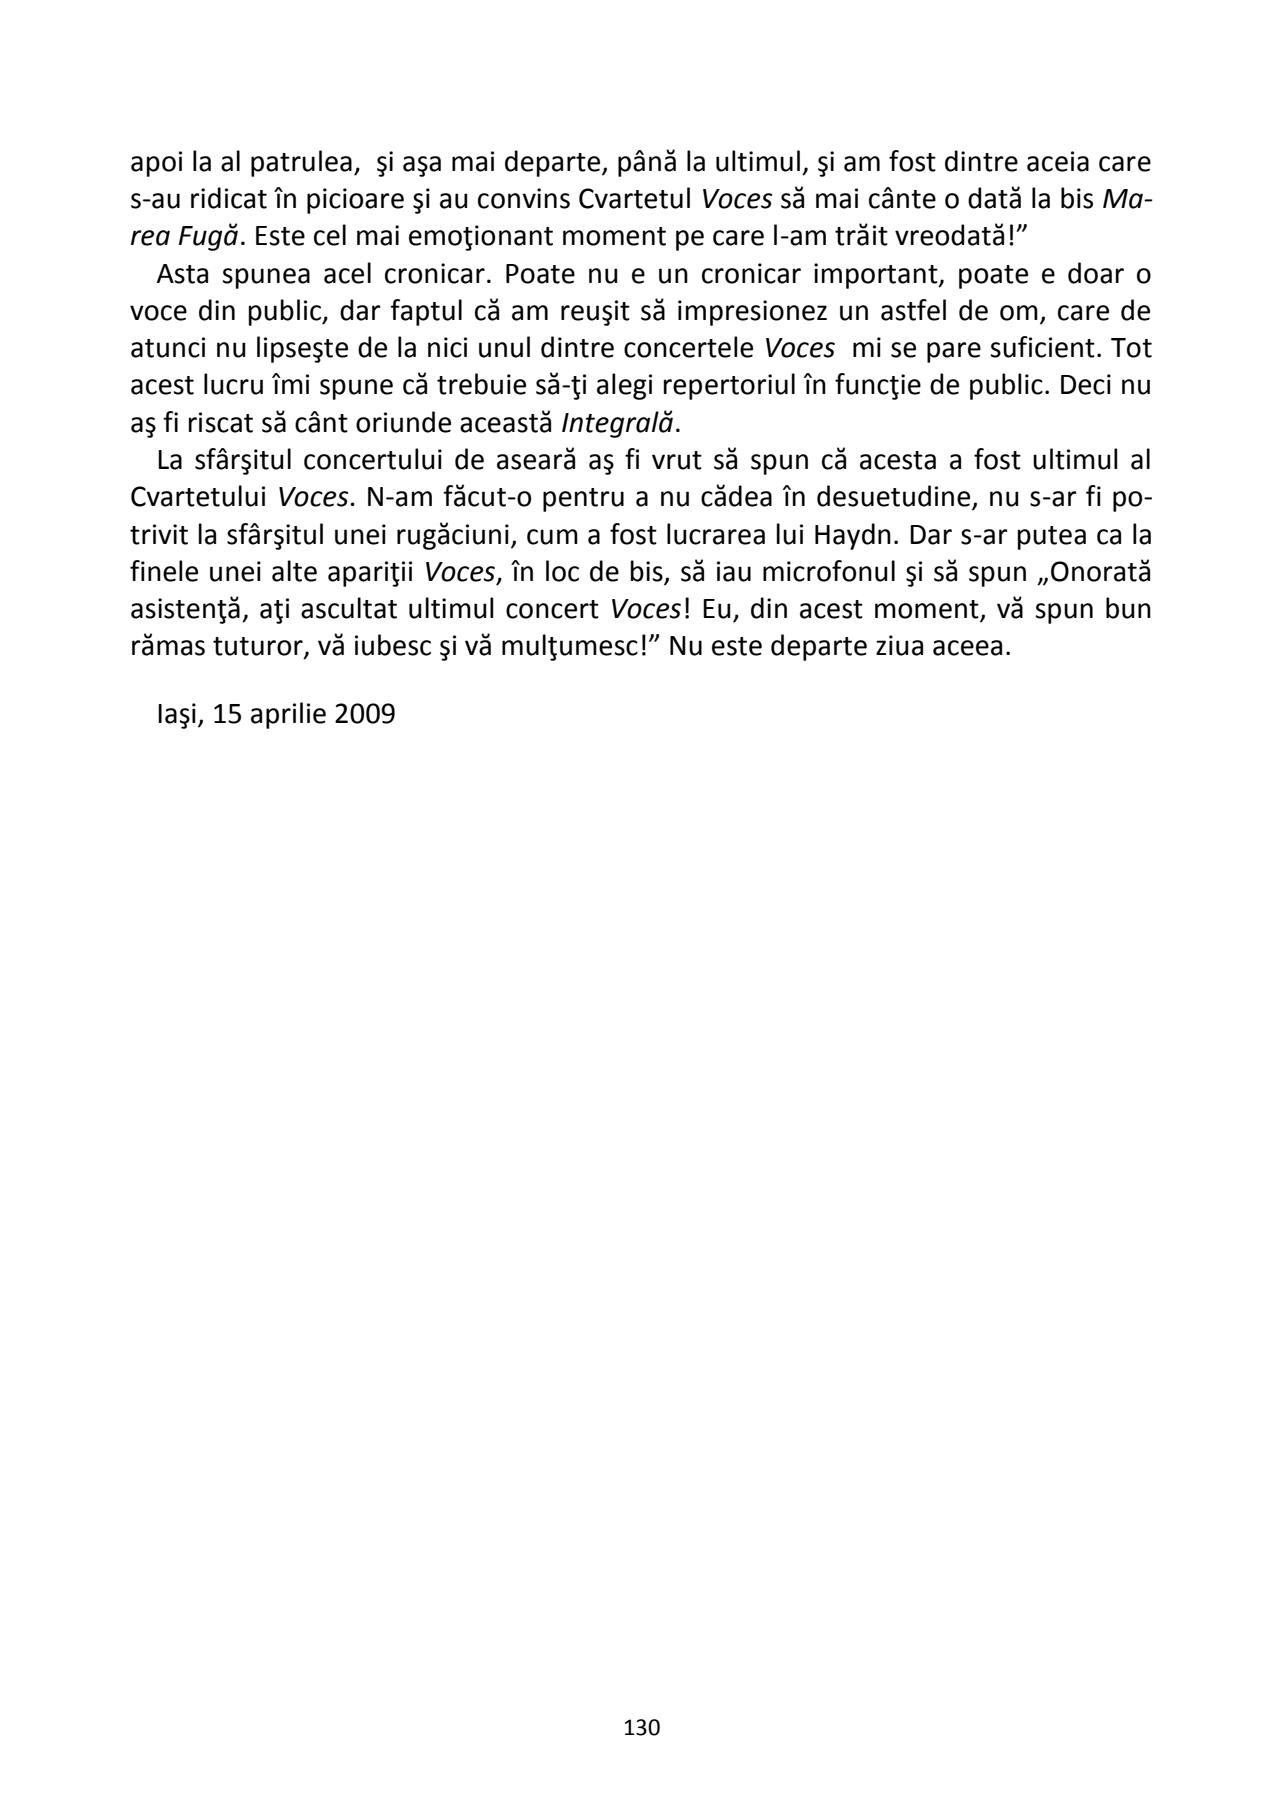 apoi la al patrulea,  şi aşa mai departe, până la ultimul, şi am fost dintre aceia care
s-au ridicat în picioare şi au convins Cvartetul Voces să mai cânte o dată la bis Ma-
rea Fugă. Este cel mai emoţionant moment pe care l-am trăit vreodată!”
Asta spunea acel cronicar. Poate nu e un cronicar important, poate e doar o
voce din public, dar faptul că am reuşit să impresionez un astfel de om, care de
atunci nu lipseşte de la nici unul dintre concertele Voces  mi se pare suficient. Tot
acest lucru îmi spune că trebuie să-ţi alegi repertoriul în funcţie de public. Deci nu
aş fi riscat să cânt oriunde această Integrală.
La sfârşitul concertului de aseară aş fi vrut să spun că acesta a fost ultimul al
Cvartetului Voces. N-am făcut-o pentru a nu cădea în desuetudine, nu s-ar fi po-
trivit la sfârşitul unei rugăciuni, cum a fost lucrarea lui Haydn. Dar s-ar putea ca la
finele unei alte apariţii Voces, în loc de bis, să iau microfonul şi să spun „Onorată
asistenţă, aţi ascultat ultimul concert Voces! Eu, din acest moment, vă spun bun
rămas tuturor, vă iubesc şi vă mulţumesc!” Nu este departe ziua aceea.
Iaşi, 15 aprilie 2009
130